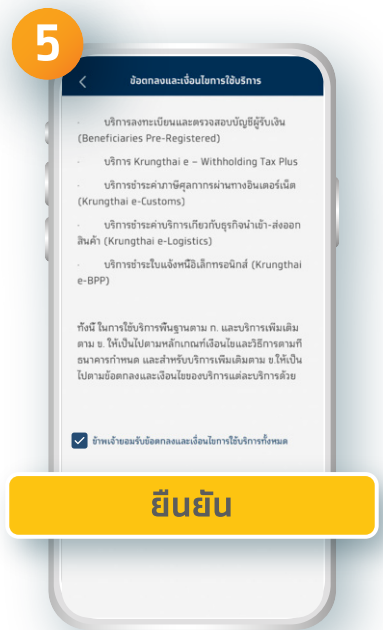 5
ข้อตกลงและเงื่อนไขการใช้บริการ
· บริการลงทะเบียนและตรวจสอบบัญชีผู้รับเงิน
(Beneficiaries Pre-Registered)
· บริการ Krungthai e – Withholding Tax Plus
· บริการชำระค่าภาษีศุลกากรผ่านทางอินเตอร์เน็ต
(Krungthai e-Customs)
· บริการชำระค่าบริการเกี่ยวกับธุรกิจนำเข้า-ส่งออก
สินค้า (Krungthai e-Logistics)
· บริการชำระใบแจ้งหนี้อิเล็กทรอนิกส์ (Krungthai
e-BPP)
ทั้งนี้ ในการใช้บริการพื้นฐานตาม ก. และบริการเพิ่มเติม
ตาม ข. ให้เป็นไปตามหลักเกณฑ์เงื่อนไขและวิธีการตามที่
ธนาคารกำหนด และสำหรับบริการเพิ่มเติมตาม ข.ให้เป็น
ไปตามข้อตกลงและเงื่อนไขของบริการแต่ละบริการด้วย
ข้าพเจ้ายอมรับข้อตกลงและเงื่อนไขการใช้บริการทั้งหมด
ยืนยัน